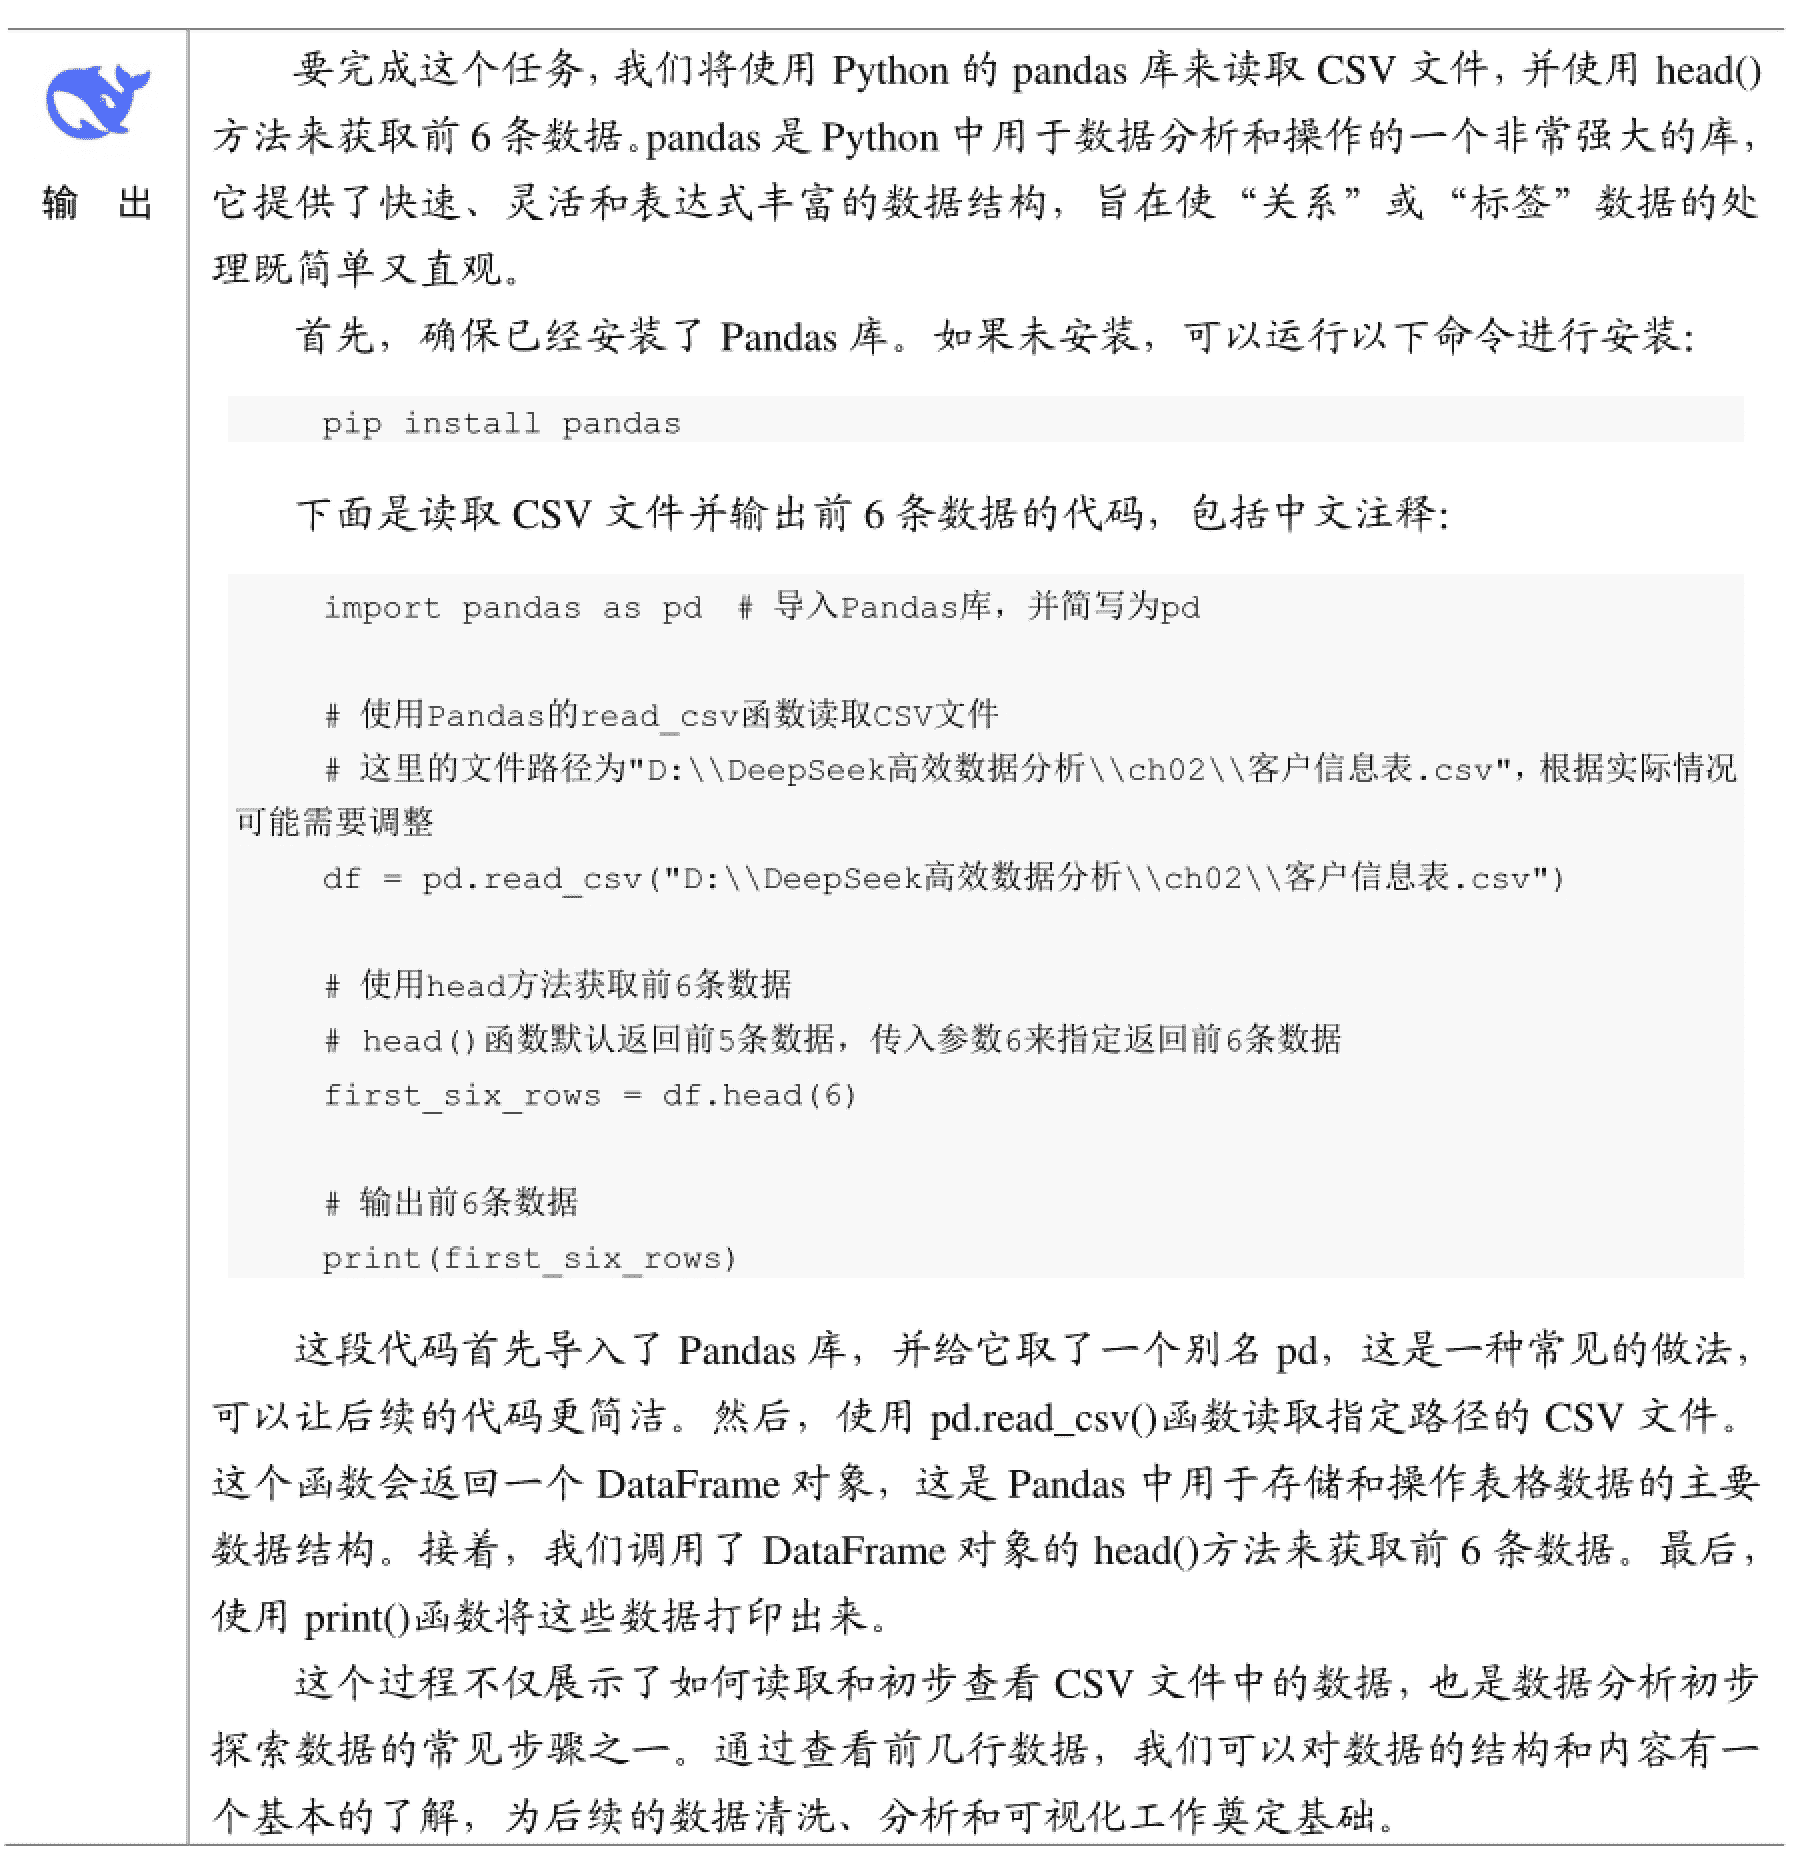 输 出
要完成这个任务，我们将使用 Python 的 pandas 库来读取 CSV 文件，并使用 head()
方法来获取前 6 条数据。pandas 是 Python 中用于数据分析和操作的一个非常强大的库，
它提供了快速、灵活和表达式丰富的数据结构，旨在使“关系”或“标签”数据的处
理既简单又直观。
首先，确保已经安装了 Pandas 库。如果未安装，可以运行以下命令进行安装：
pip install pandas
下面是读取 CSV 文件并输出前 6 条数据的代码，包括中文注释：
import pandas as pd  # 导入Pandas库，并简写为pd
# 使用Pandas的read_csv函数读取CSV文件
# 这里的文件路径为"D:\\DeepSeek高效数据分析\\ch02\\客户信息表.csv"，根据实际情况
可能需要调整
df = pd.read_csv("D:\\DeepSeek高效数据分析\\ch02\\客户信息表.csv")
# 使用head方法获取前6条数据
# head()函数默认返回前5条数据，传入参数6来指定返回前6条数据
first_six_rows = df.head(6)
# 输出前6条数据
print(first_six_rows)
这段代码首先导入了 Pandas 库，并给它取了一个别名 pd，这是一种常见的做法，
可以让后续的代码更简洁。然后，使用 pd.read_csv()函数读取指定路径的 CSV 文件。
这个函数会返回一个 DataFrame 对象，这是 Pandas 中用于存储和操作表格数据的主要
数据结构。接着，我们调用了 DataFrame 对象的 head()方法来获取前 6 条数据。最后，
使用 print()函数将这些数据打印出来。
这个过程不仅展示了如何读取和初步查看 CSV 文件中的数据，也是数据分析初步
探索数据的常见步骤之一。通过查看前几行数据，我们可以对数据的结构和内容有一
个基本的了解，为后续的数据清洗、分析和可视化工作奠定基础。